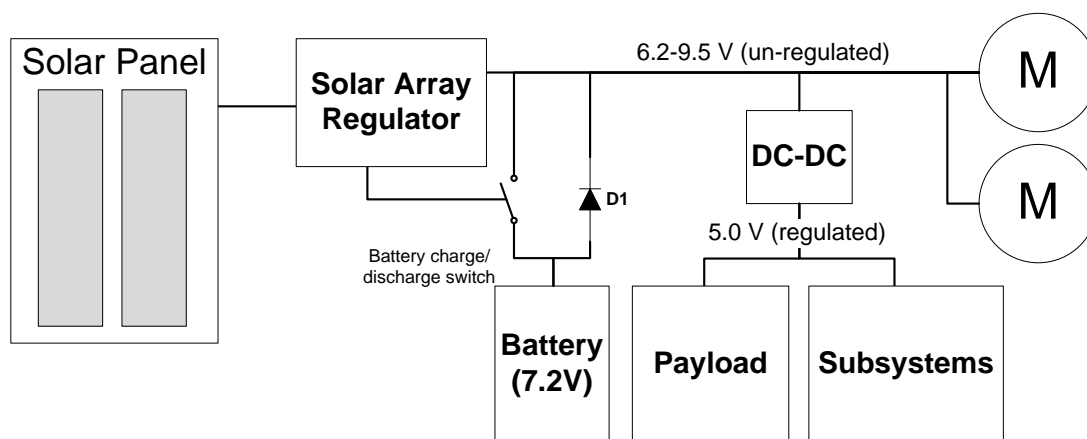 Solar Panel
Solar Array
Regulator
6.2-9.5 V (un-regulated)
M
DC-DC
D1
M
5.0 V (regulated)
Battery charge/
discharge switch
Battery
(7.2V)
Payload
Subsystems